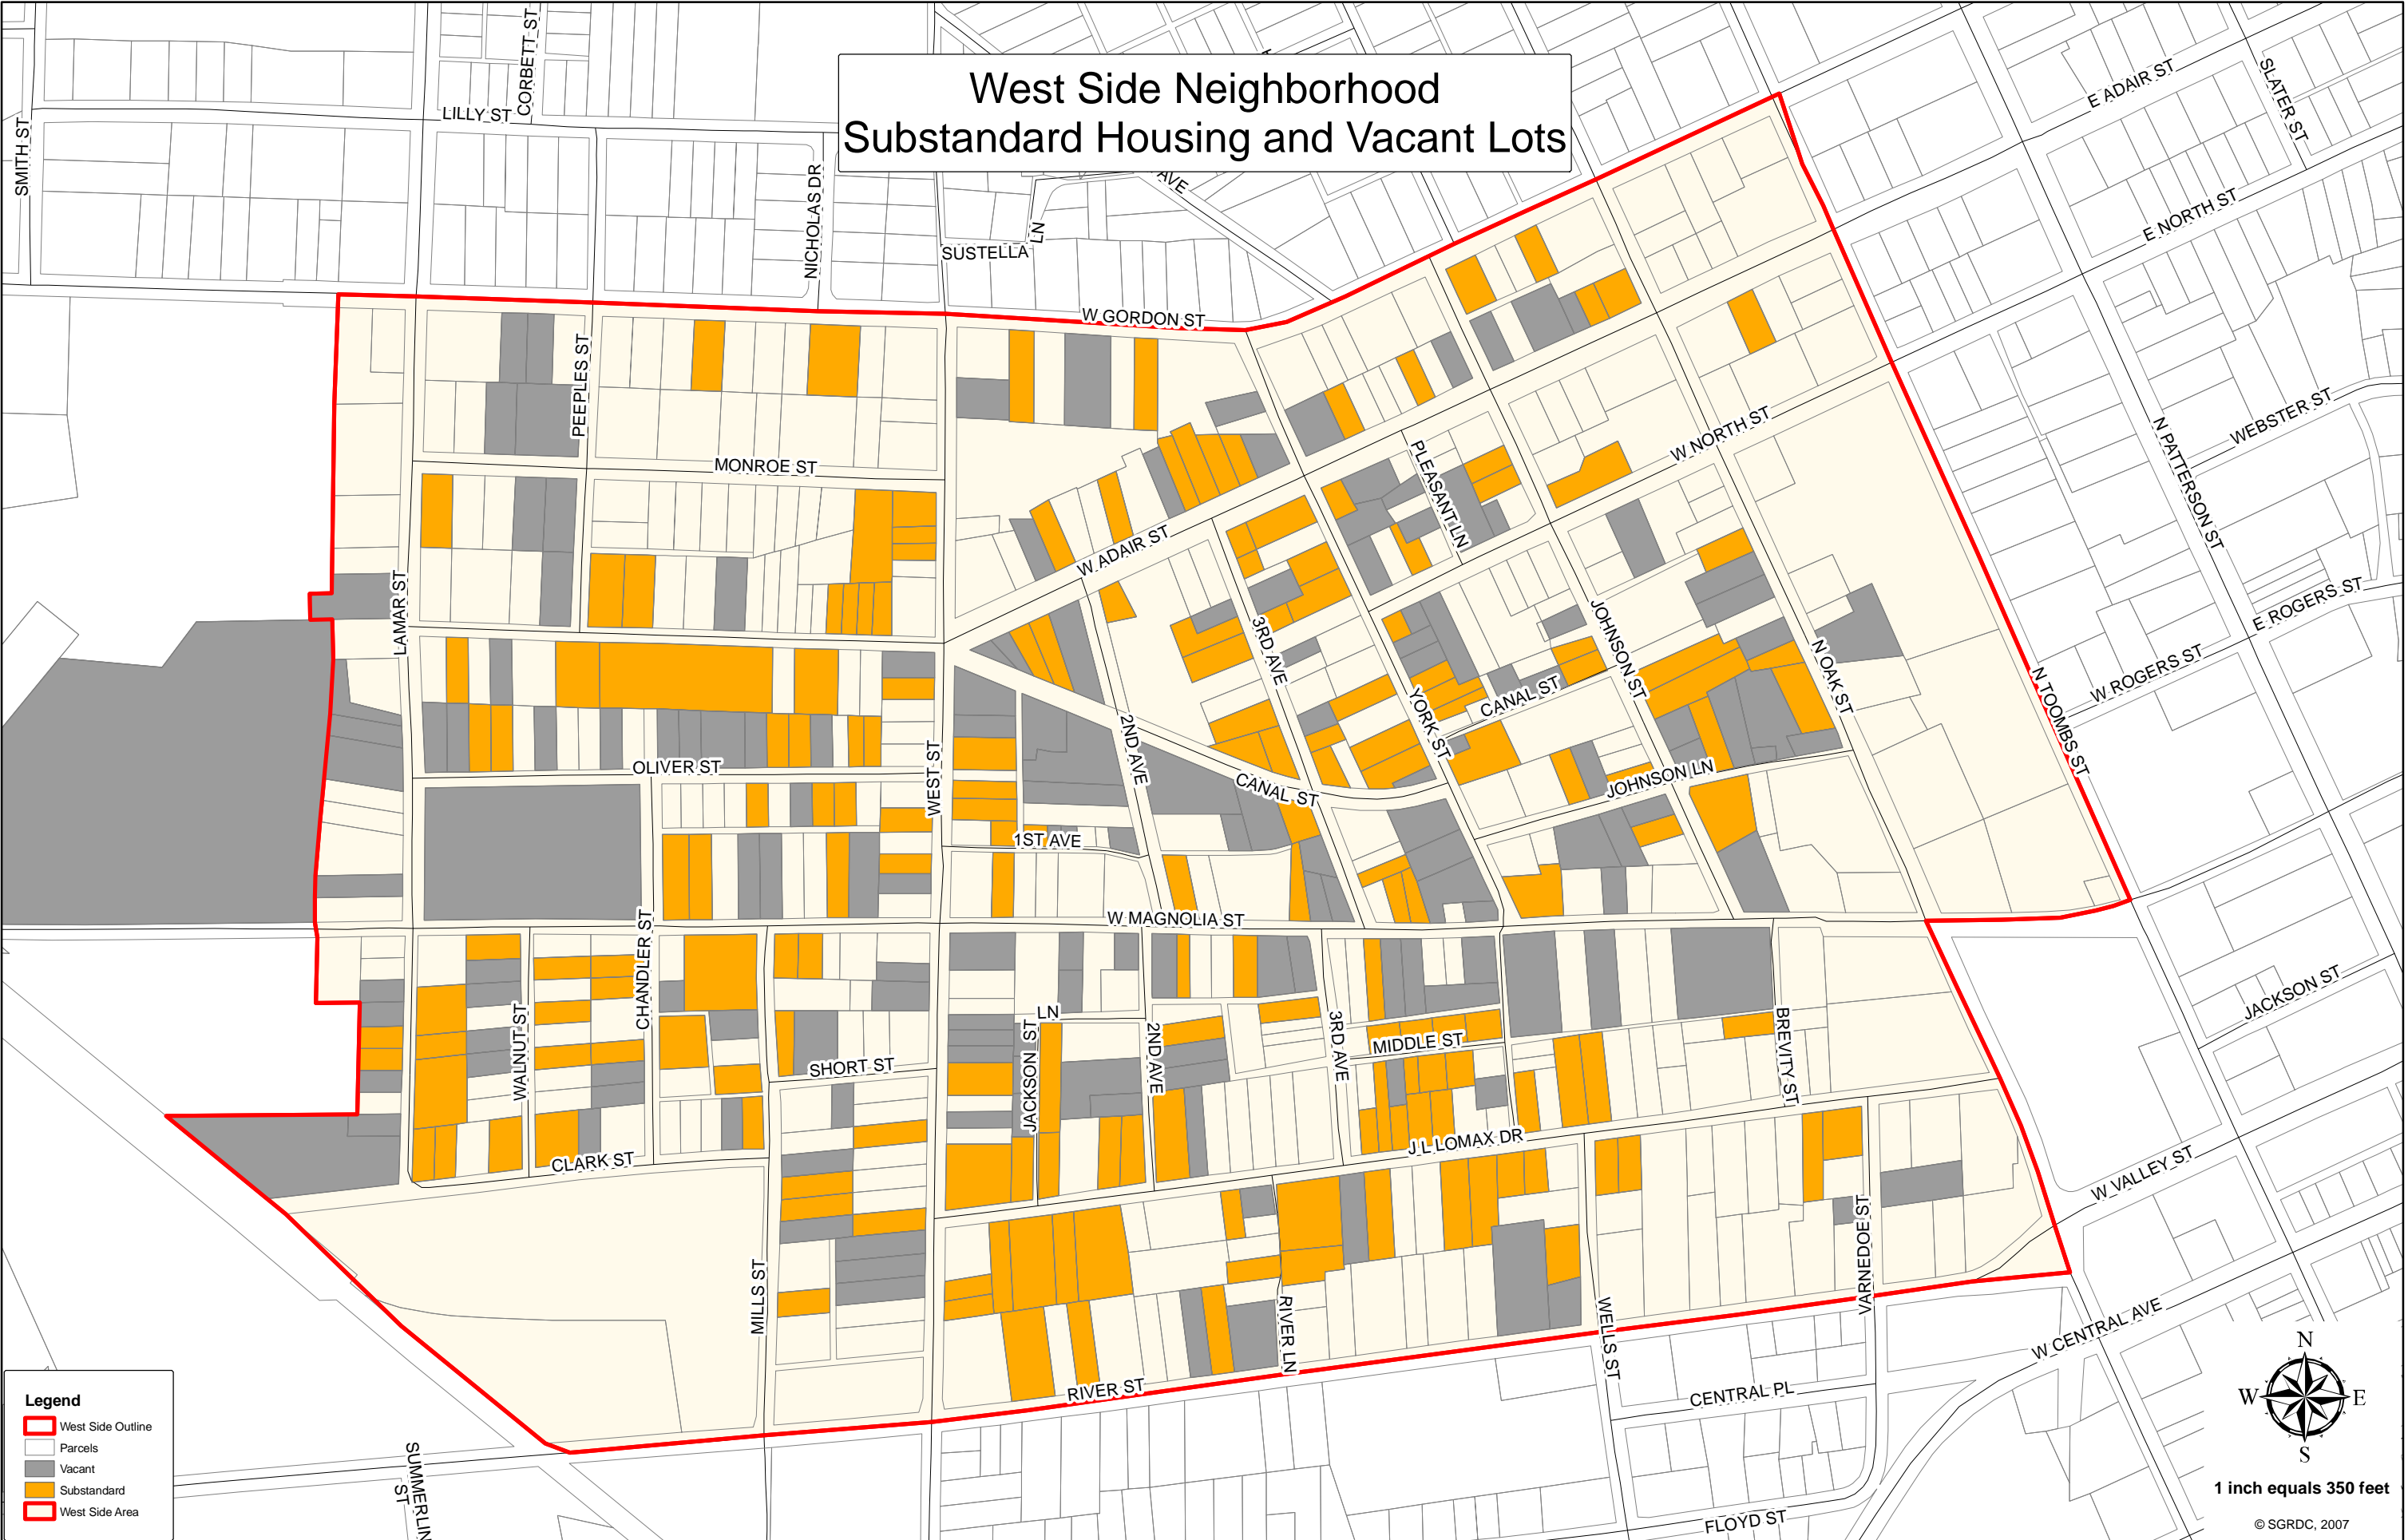 West Side Neighborhood
Substandard Housing and Vacant Lots
SMITH ST
CORBETT ST
LILLY ST
NICHOLAS DR
SUSTELLA LN
AVE
E ADAIR ST
SLATER ST
E NORTH ST
W GORDON ST
PEEPLES ST
MONROE ST
W ADAIR ST
PLEASANT LN
W NORTH ST
N PATTERSON ST
WEBSTER ST
LAMAR ST
3RD AVE
JOHNSON ST
N OAK ST
E ROGERS ST
W ROGERS ST
N TOOMBS ST
YORK ST
CANAL ST
2ND AVE
OLIVER ST
WEST ST
CANAL ST
JOHNSON LN
1ST AVE
W MAGNOLIA ST
CHANDLER ST
WALNUT ST
JACKSON ST
LN
JACKSON ST
2ND AVE
3RD AVE
MIDDLE ST
BREVITY ST
SHORT ST
CLARK ST
J L LOMAX DR
W VALLEY ST
MILLS ST
RIVER LN
WELLS ST
VARNEDOE ST
W CENTRAL AVE
RIVER ST
CENTRAL PL
FLOYD ST
SUMMERLIN
ST
Legend
West Side Outline
Parcels
Vacant
Substandard
West Side Area
N
W E
S
1 inch equals 350 feet
© SGRDC, 2007